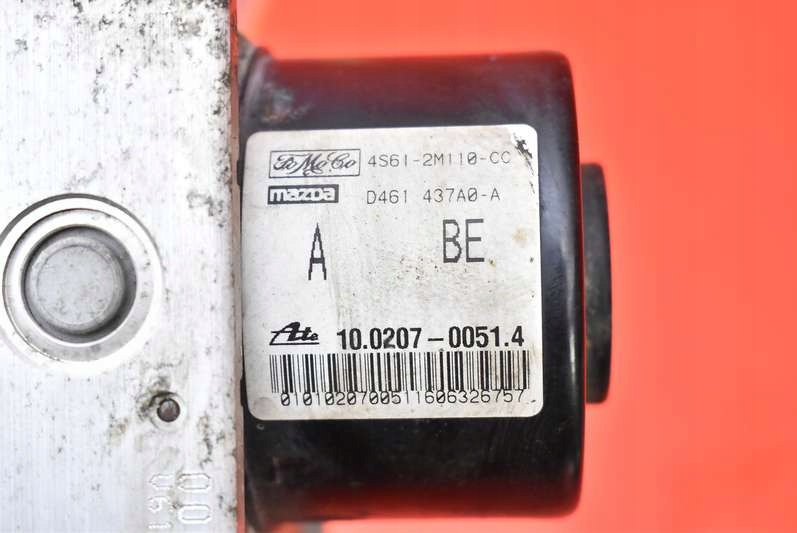 FoMoCo 4S61-2M110-CC
mazda D461 437A0-A
A BE
Ate 10.0207-0051.4
0101020700511606326757